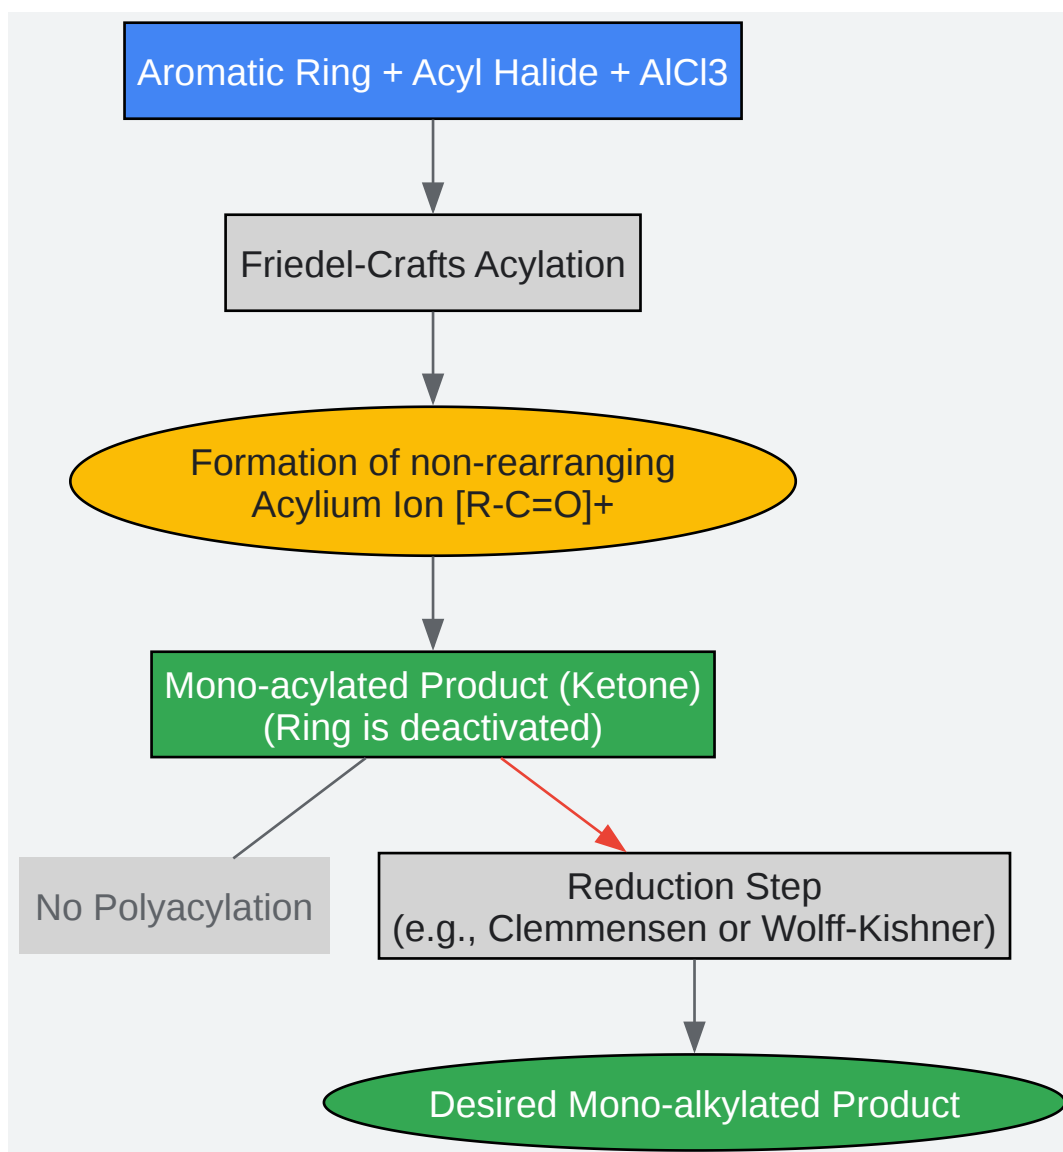 Aromatic Ring + Acyl Halide + AlCl3
Friedel-Crafts Acylation
Formation of non-rearranging
Acylium Ion [R-C=O]+
Mono-acylated Product (Ketone)
(Ring is deactivated)
No Polyacylation
Reduction Step
(e.g., Clemmensen or Wolff-Kishner)
Desired Mono-alkylated Product